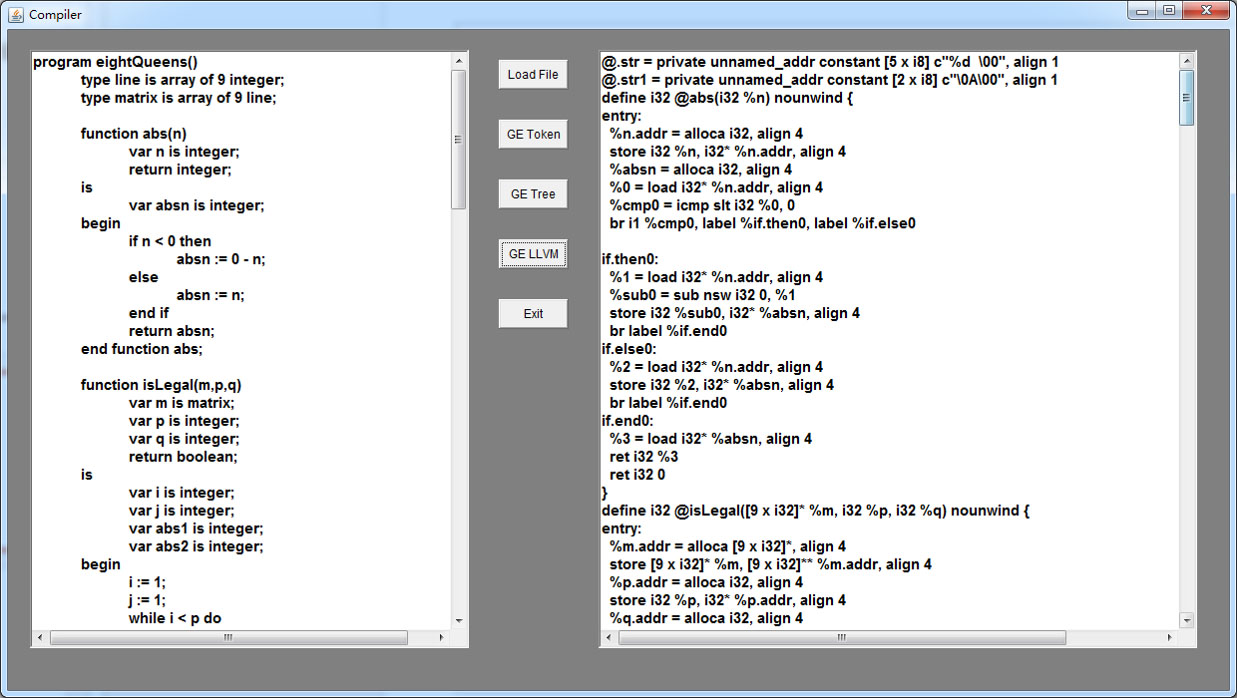 Compiler
program eightQueens()
type line is array of 9 integer;
type matrix is array of 9 line;
function abs(n)
var n is integer;
return integer;
is
var absn is integer;
begin
if n < 0 then
absn := 0 - n;
else
absn := n;
end if
return absn;
end function abs;
function isLegal(m,p,q)
var m is matrix;
var p is integer;
var q is integer;
return boolean;
is
var i is integer;
var j is integer;
var abs1 is integer;
var abs2 is integer;
begin
i := 1;
j := 1;
while i < p do
Load File
GE Token
GE Tree
GE LLVM
Exit
@.str = private unnamed_addr constant [5 x i8] c"%d  \00", align 1
@.str1 = private unnamed_addr constant [2 x i8] c"\0A\00", align 1
define i32 @abs(i32 %n) nounwind {
entry:
%n.addr = alloca i32, align 4
store i32 %n, i32* %n.addr, align 4
%absn = alloca i32, align 4
%0 = load i32* %n.addr, align 4
%cmp0 = icmp slt i32 %0, 0
br i1 %cmp0, label %if.then0, label %if.else0
if.then0:
%1 = load i32* %n.addr, align 4
%sub0 = sub nsw i32 0, %1
store i32 %sub0, i32* %absn, align 4
br label %if.end0
if.else0:
%2 = load i32* %n.addr, align 4
store i32 %2, i32* %absn, align 4
br label %if.end0
if.end0:
%3 = load i32* %absn, align 4
ret i32 %3
ret i32 0
}
define i32 @isLegal([9 x i32]* %m, i32 %p, i32 %q) nounwind {
entry:
%m.addr = alloca [9 x i32]*, align 4
store [9 x i32]* %m, [9 x i32]** %m.addr, align 4
%p.addr = alloca i32, align 4
store i32 %p, i32* %p.addr, align 4
%q.addr = alloca i32, align 4